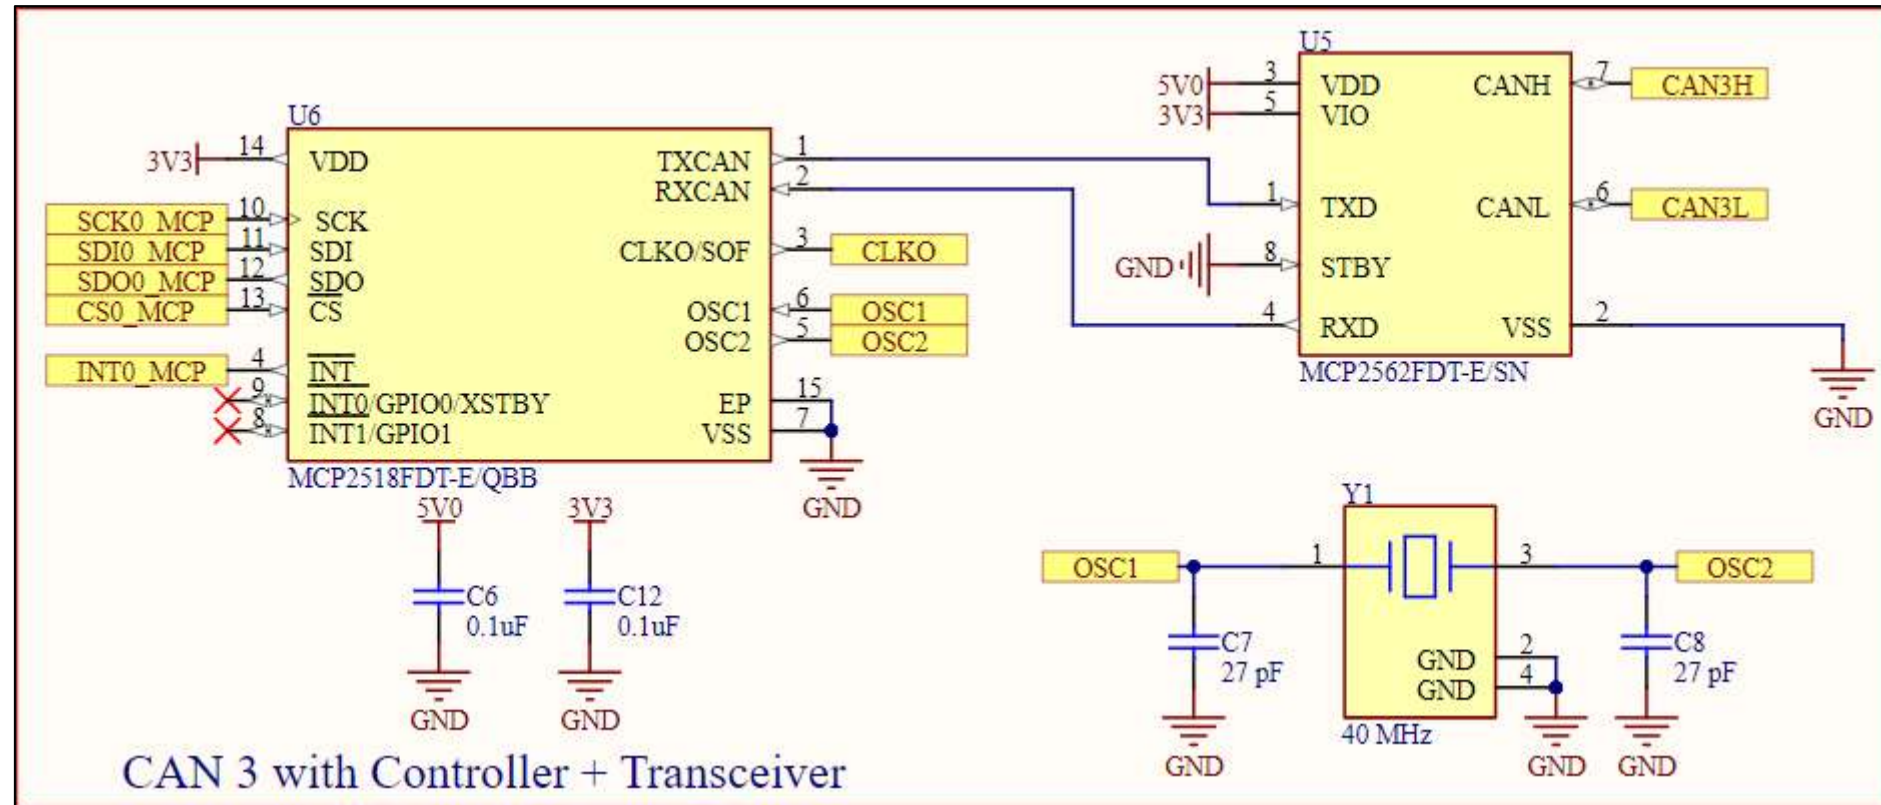 U6
3V3
14
VDD
SCK0_MCP
10
SCK
SDI0_MCP
11
SDI
SDO0_MCP
12
SDO
CS0_MCP
13
CS
INT0_MCP
4
INT
9
INT0/GPIO0/XSTBY
8
INT1/GPIO1
TXCAN
1
RXCAN
2
CLKO/SOF
3
CLKO
OSC1
6
OSC1
OSC2
5
OSC2
EP
15
VSS
7
GND
MCP2518FDT-E/QBB
U5
5V0
3
VDD
3V3
5
VIO
1
TXD
GND
8
STBY
4
RXD
CANH
7
CAN3H
CANL
6
CAN3L
VSS
2
GND
MCP2562FDT-E/SN
5V0
C6
0.1uF
GND
3V3
C12
0.1uF
GND
Y1
OSC1
1
3
OSC2
C7
27 pF
GND
GND
2
GND
4
GND
40 MHz
C8
27 pF
GND
CAN 3 with Controller + Transceiver